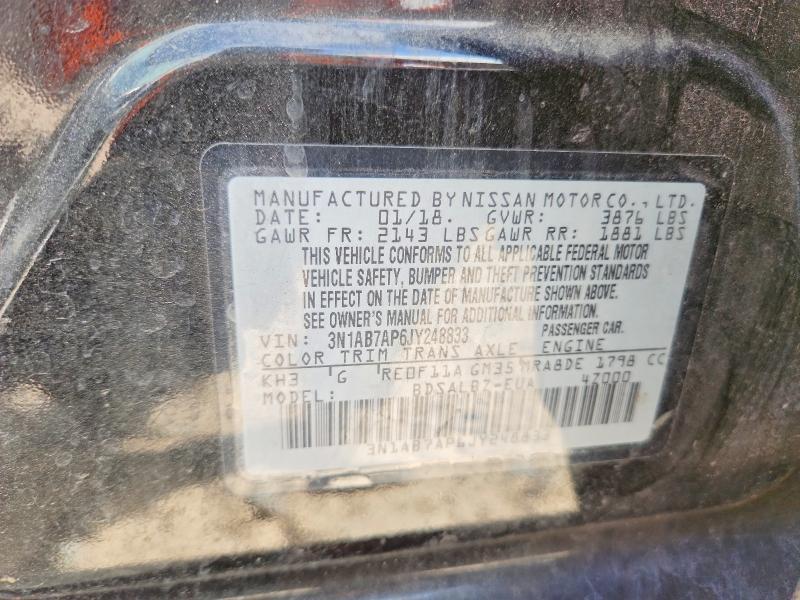 MANUFACTURED BY NISSAN MOTOR CO., LTD.
DATE: 01/18. GVWR: 3876 LBS
GAWR FR: 2143 LBS GAWR RR: 1881 LBS
THIS VEHICLE CONFORMS TO ALL APPLICABLE FEDERAL MOTOR
VEHICLE SAFETY, BUMPER AND THEFT PREVENTION STANDARDS
IN EFFECT ON THE DATE OF MANUFACTURE SHOWN ABOVE.
SEE OWNER'S MANUAL FOR ADDITIONAL INFORMATION.
VIN: 3N1AB7AP6JY248833 PASSENGER CAR.
COLOR TRIM TRANS AXLE ENGINE
KH3 G RE0F11A GM35 MRA8DE 1798 CC
MODEL: BDSALB7-EUA 47000
3N1AB7AP6JY248833